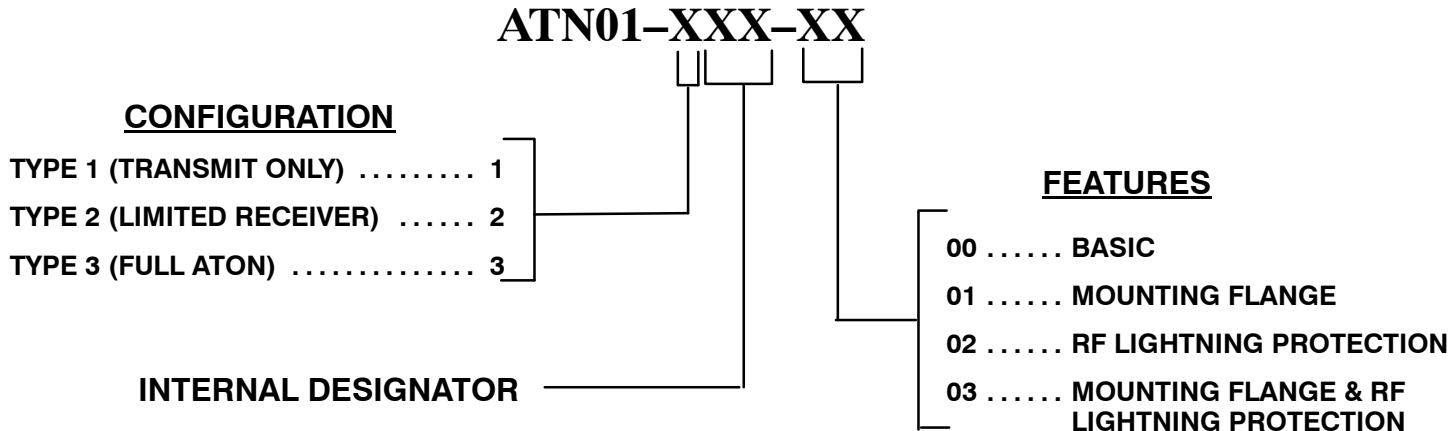 ATN01–XXX–XX
CONFIGURATION
TYPE 1 (TRANSMIT ONLY) ......... 1
TYPE 2 (LIMITED RECEIVER) ...... 2
TYPE 3 (FULL ATON) .............. 3
INTERNAL DESIGNATOR
FEATURES
00 ...... BASIC
01 ...... MOUNTING FLANGE
02 ...... RF LIGHTNING PROTECTION
03 ...... MOUNTING FLANGE & RF
LIGHTNING PROTECTION